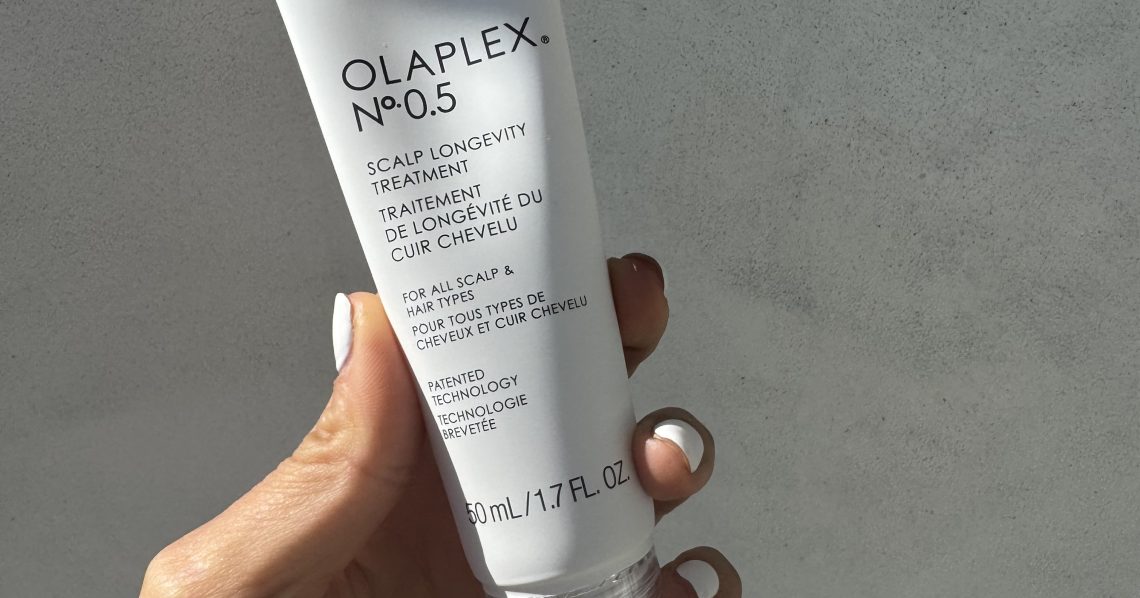 OLAPLEX®
Nº.0.5
SCALP LONGEVITY
TREATMENT
TRAITEMENT
DE LONGÉVITÉ DU
CUIR CHEVELU
FOR ALL SCALP &
HAIR TYPES
POUR TOUS TYPES DE
CHEVEUX ET CUIR CHEVELU
PATENTED
TECHNOLOGY
TECHNOLOGIE
BREVETÉE
50 mL/1.7 FL. OZ.